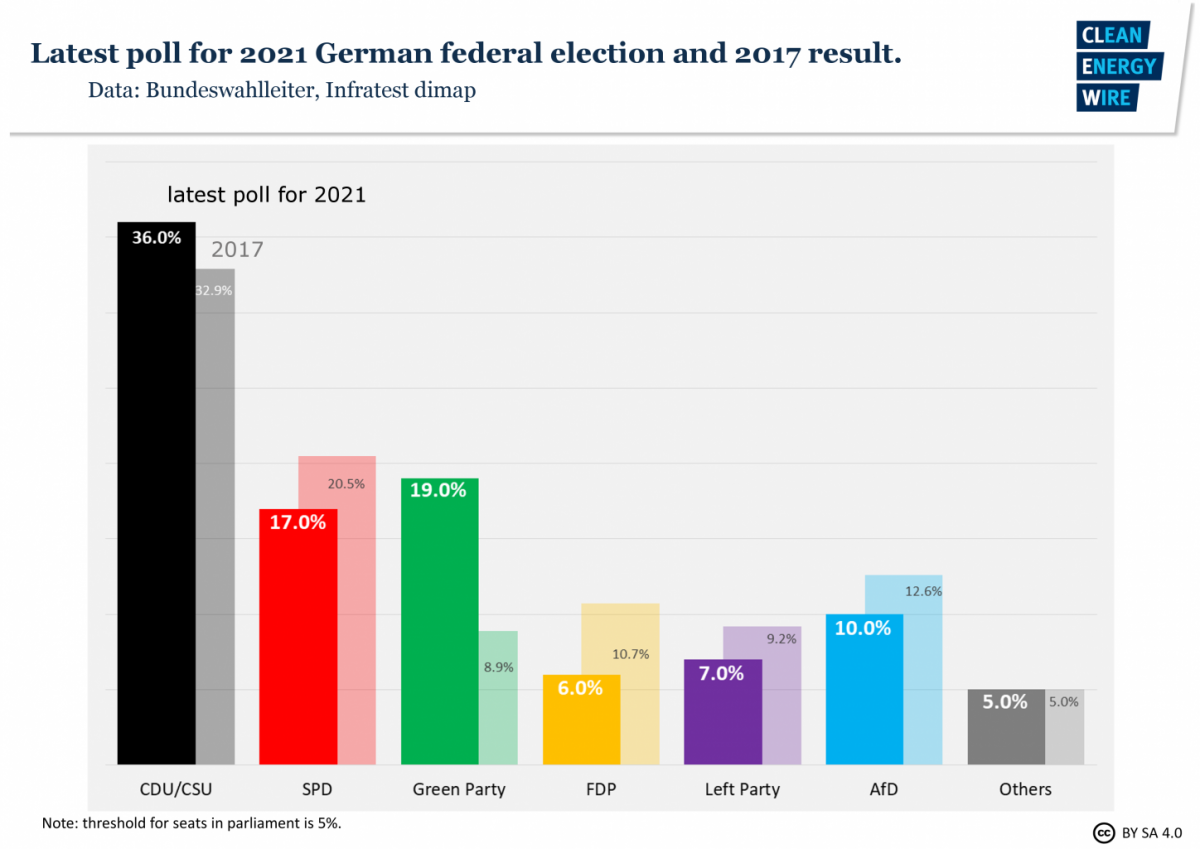 Latest poll for 2021 German federal election and 2017 result.
Data: Bundeswahlleiter, Infratest dimap
CLEAN
ENERGY
WIRE
latest poll for 2021
36.0%
2017
32.9%
20.5%
17.0%
19.0%
8.9%
10.7%
6.0%
9.2%
7.0%
12.6%
10.0%
5.0%
5.0%
CDU/CSU
SPD
Green Party
FDP
Left Party
AfD
Others
Note: threshold for seats in parliament is 5%.
cc BY SA 4.0